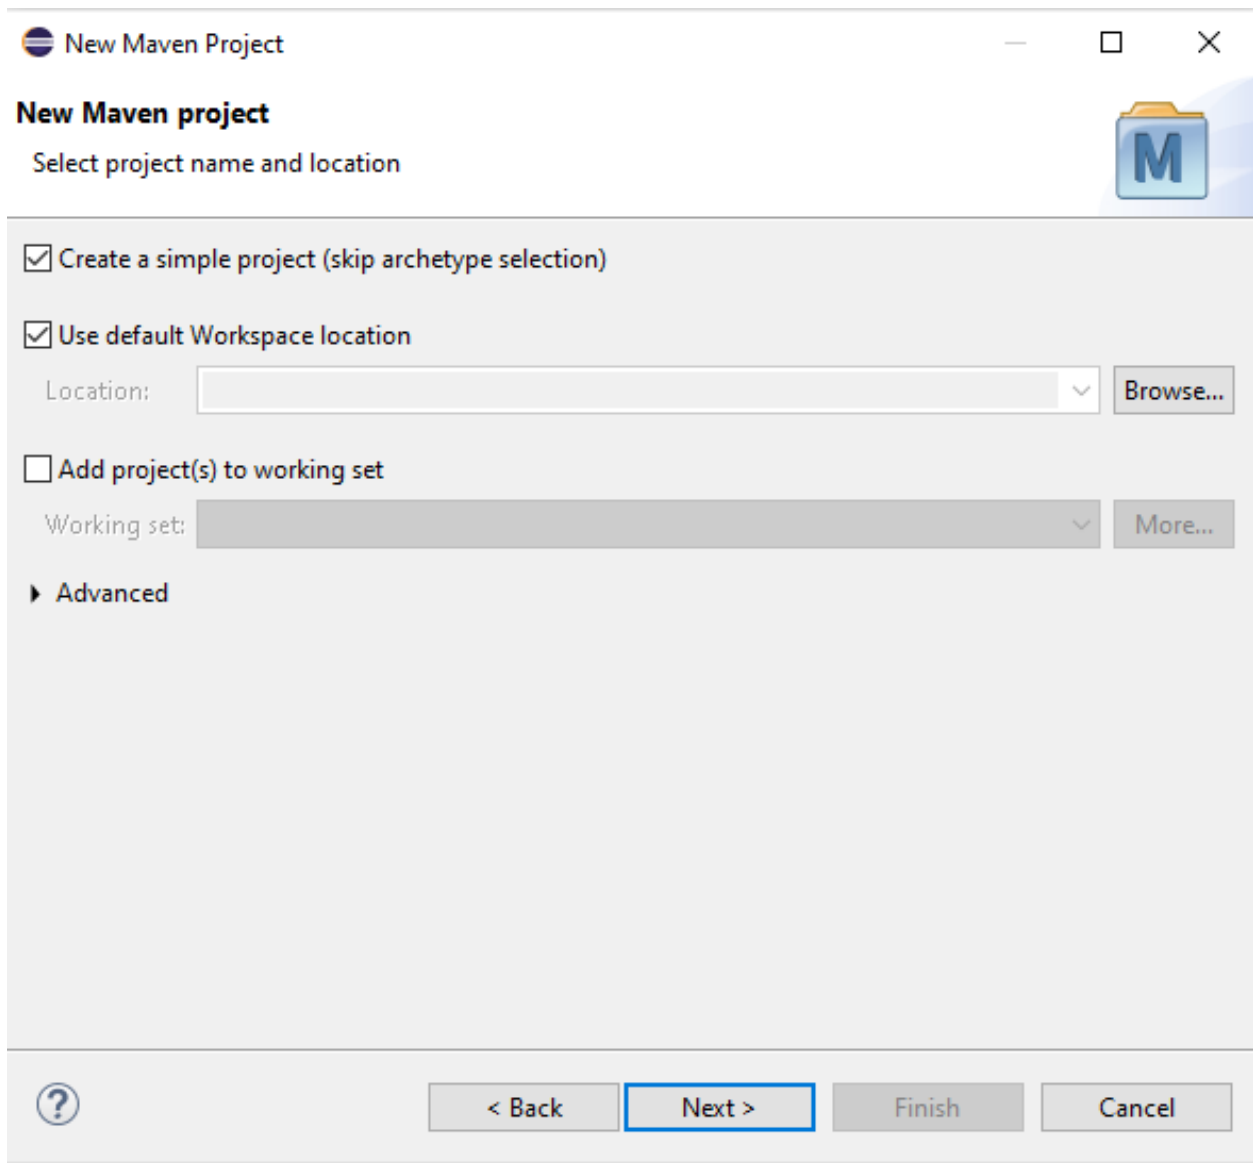 New Maven Project
New Maven project
Select project name and location
M
Create a simple project (skip archetype selection)
Use default Workspace location
Location:
Browse...
Add project(s) to working set
Working set:
More...
Advanced
?
< Back
Next >
Finish
Cancel